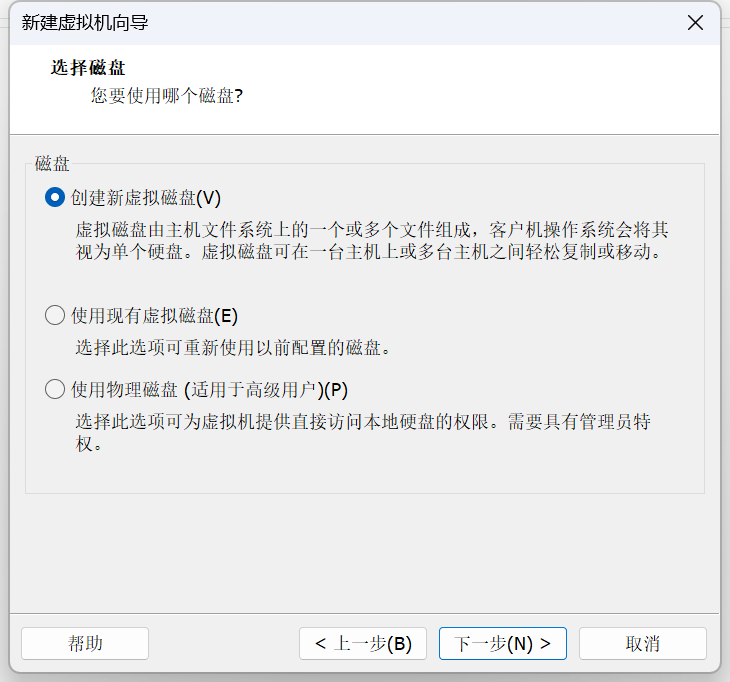 新建虚拟机向导
选择磁盘
您要使用哪个磁盘?
磁盘
创建新虚拟磁盘(V)
虚拟磁盘由主机文件系统上的一个或多个文件组成，客户机操作系统会将其
视为单个硬盘。虚拟磁盘可在一台主机上或多台主机之间轻松复制或移动。
使用现有虚拟磁盘(E)
选择此选项可重新使用以前配置的磁盘。
使用物理磁盘 (适用于高级用户)(P)
选择此选项可为虚拟机提供直接访问本地硬盘的权限。需要具有管理员特
权。
帮助
< 上一步(B)
下一步(N) >
取消